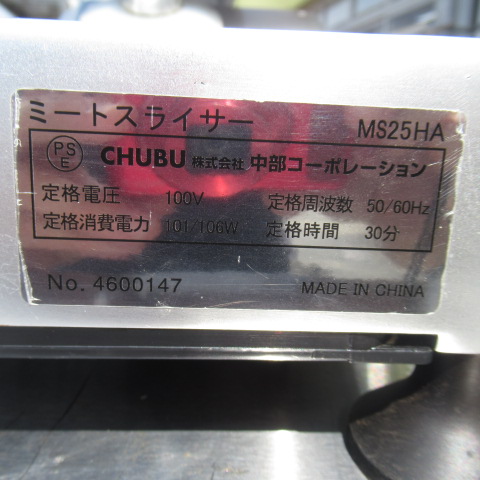 ミートスライサー MS25HA
PSE CHUBU 株式会社 中部コーポレーション
定格電圧 100V 定格周波数 50/60Hz
定格消費電力 101/106W 定格時間 30分
No. 4600147 MADE IN CHINA